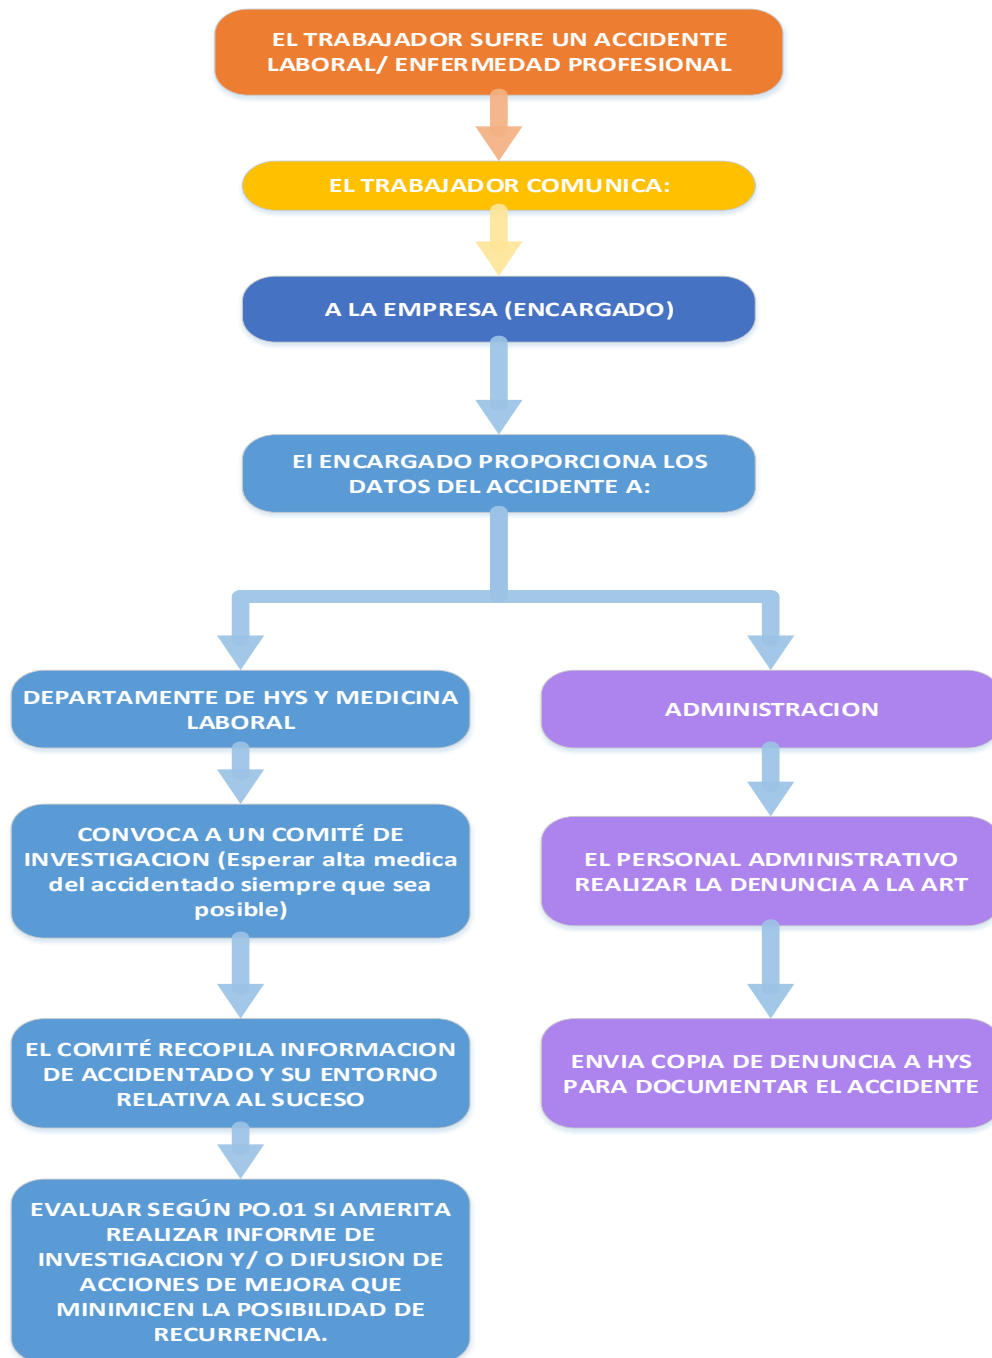 EL TRABAJADOR SUFRE UN ACCIDENTE
LABORAL/ ENFERMEDAD PROFESIONAL
EL TRABAJADOR COMUNICA:
A LA EMPRESA (ENCARGADO)
El ENCARGADO PROPORCIONA LOS
DATOS DEL ACCIDENTE A:
DEPARTAMENTE DE HYS Y MEDICINA
LABORAL
CONVOCA A UN COMITÉ DE
INVESTIGACION (Esperar alta medica
del accidentado siempre que sea
posible)
EL COMITÉ RECOPILA INFORMACION
DE ACCIDENTADO Y SU ENTORNO
RELATIVA AL SUCESO
EVALUAR SEGÚN PO.01 SI AMERITA
REALIZAR INFORME DE
INVESTIGACION Y/ O DIFUSION DE
ACCIONES DE MEJORA QUE
MINIMICEN LA POSIBILIDAD DE
RECURRENCIA.
ADMINISTRACION
EL PERSONAL ADMINISTRATIVO
REALIZAR LA DENUNCIA A LA ART
ENVIA COPIA DE DENUNCIA A HYS
PARA DOCUMENTAR EL ACCIDENTE